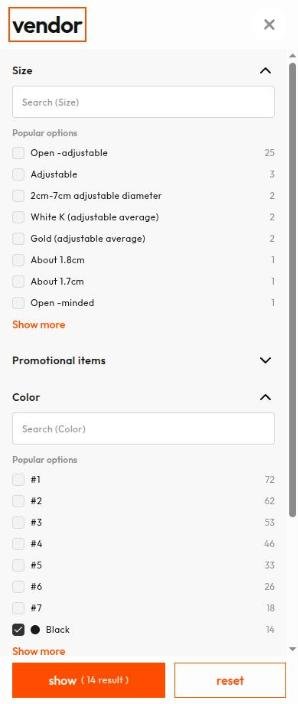 vendor
Size
Search (Size)
Popular options
Open -adjustable 25
Adjustable 3
2cm-7cm adjustable diameter 2
White K (adjustable average) 2
Gold (adjustable average) 2
About 1.8cm 1
About 1.7cm 1
Open -minded 1
Show more
Promotional items
Color
Search (Color)
Popular options
#1 72
#2 62
#3 53
#4 46
#5 33
#6 26
#7 18
Black 14
Show more
show ( 14 result ) reset